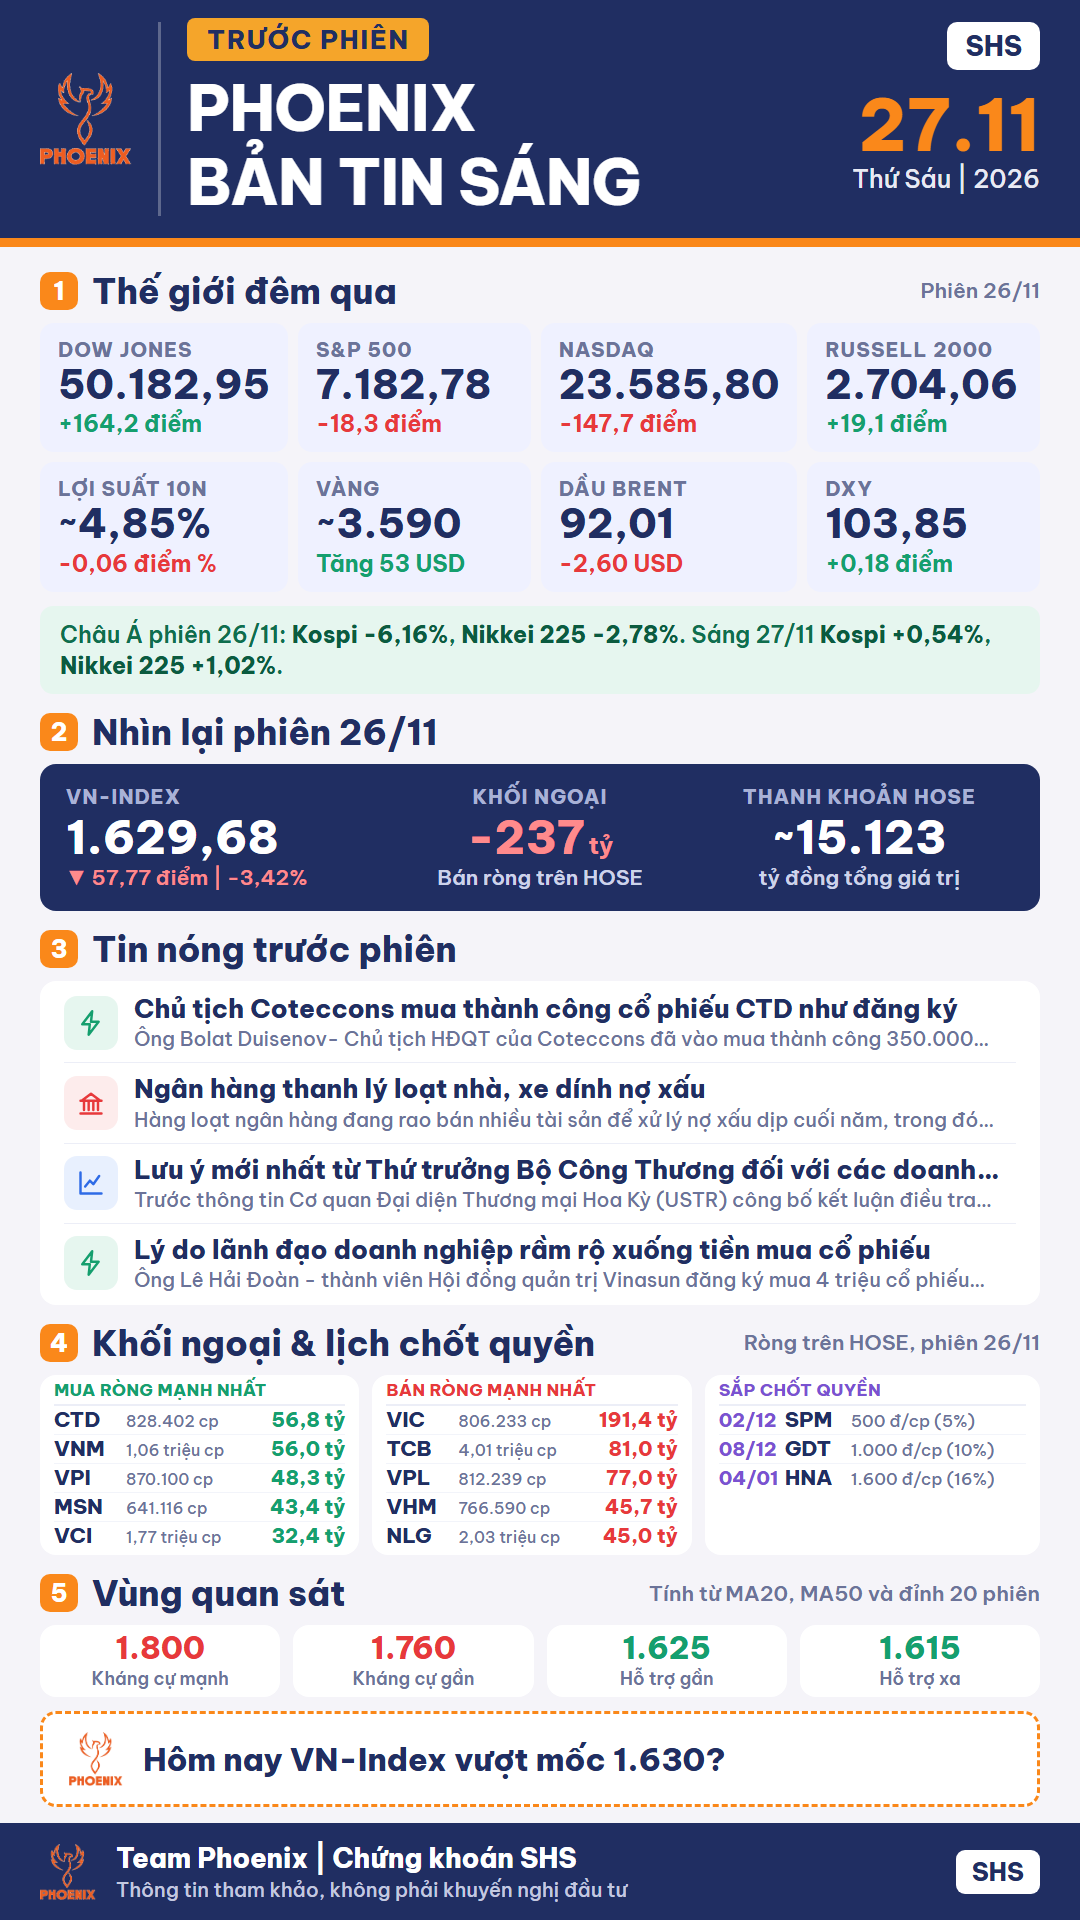 TRƯỚC PHIÊN
PHOENIX
BẢN TIN SÁNG
PHOENIX
SHS
27.11
Thứ Sáu | 2026
1 Thế giới đêm qua
Phiên 26/11
DOW JONES
50.182,95
+164,2 điểm
S&P 500
7.182,78
-18,3 điểm
NASDAQ
23.585,80
-147,7 điểm
RUSSELL 2000
2.704,06
+19,1 điểm
LỢI SUẤT 10N
~4,85%
-0,06 điểm %
VÀNG
~3.590
Tăng 53 USD
DẦU BRENT
92,01
-2,60 USD
DXY
103,85
+0,18 điểm
Châu Á phiên 26/11: Kospi -6,16%, Nikkei 225 -2,78%. Sáng 27/11 Kospi +0,54%,
Nikkei 225 +1,02%.
2 Nhìn lại phiên 26/11
VN-INDEX
1.629,68
▼ 57,77 điểm | -3,42%
KHỐI NGOẠI
-237 tỷ
Bán ròng trên HOSE
THANH KHOẢN HOSE
~15.123
tỷ đồng tổng giá trị
3 Tin nóng trước phiên
Chủ tịch Coteccons mua thành công cổ phiếu CTD như đăng ký
Ông Bolat Duisenov- Chủ tịch HĐQT của Coteccons đã vào mua thành công 350.000...
Ngân hàng thanh lý loạt nhà, xe dính nợ xấu
Hàng loạt ngân hàng đang rao bán nhiều tài sản để xử lý nợ xấu dịp cuối năm, trong đó...
Lưu ý mới nhất từ Thứ trưởng Bộ Công Thương đối với các doanh...
Trước thông tin Cơ quan Đại diện Thương mại Hoa Kỳ (USTR) công bố kết luận điều tra...
Lý do lãnh đạo doanh nghiệp rầm rộ xuống tiền mua cổ phiếu
Ông Lê Hải Đoàn - thành viên Hội đồng quản trị Vinasun đăng ký mua 4 triệu cổ phiếu...
4 Khối ngoại & lịch chốt quyền
Ròng trên HOSE, phiên 26/11
MUA RÒNG MẠNH NHẤT
CTD 828.402 cp 56,8 tỷ
VNM 1,06 triệu cp 56,0 tỷ
VPI 870.100 cp 48,3 tỷ
MSN 641.116 cp 43,4 tỷ
VCI 1,77 triệu cp 32,4 tỷ
BÁN RÒNG MẠNH NHẤT
VIC 806.233 cp 191,4 tỷ
TCB 4,01 triệu cp 81,0 tỷ
VPL 812.239 cp 77,0 tỷ
VHM 766.590 cp 45,7 tỷ
NLG 2,03 triệu cp 45,0 tỷ
SẮP CHỐT QUYỀN
02/12 SPM 500 đ/cp (5%)
08/12 GDT 1.000 đ/cp (10%)
04/01 HNA 1.600 đ/cp (16%)
5 Vùng quan sát
Tính từ MA20, MA50 và đỉnh 20 phiên
1.800
Kháng cự mạnh
1.760
Kháng cự gần
1.625
Hỗ trợ gần
1.615
Hỗ trợ xa
PHOENIX
Hôm nay VN-Index vượt mốc 1.630?
PHOENIX
Team Phoenix | Chứng khoán SHS
Thông tin tham khảo, không phải khuyến nghị đầu tư
SHS